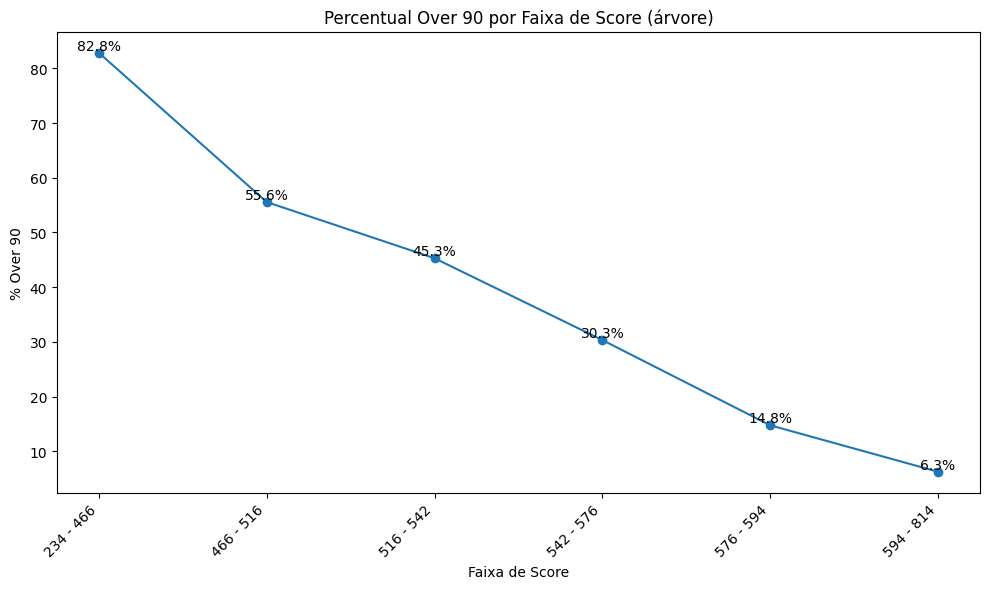 Percentual Over 90 por Faixa de Score (árvore)
% Over 90
80
70
60
50
40
30
20
10
82.8%
55.6%
45.3%
30.3%
14.8%
6.3%
234 - 466
466 - 516
516 - 542
542 - 576
576 - 594
594 - 814
Faixa de Score